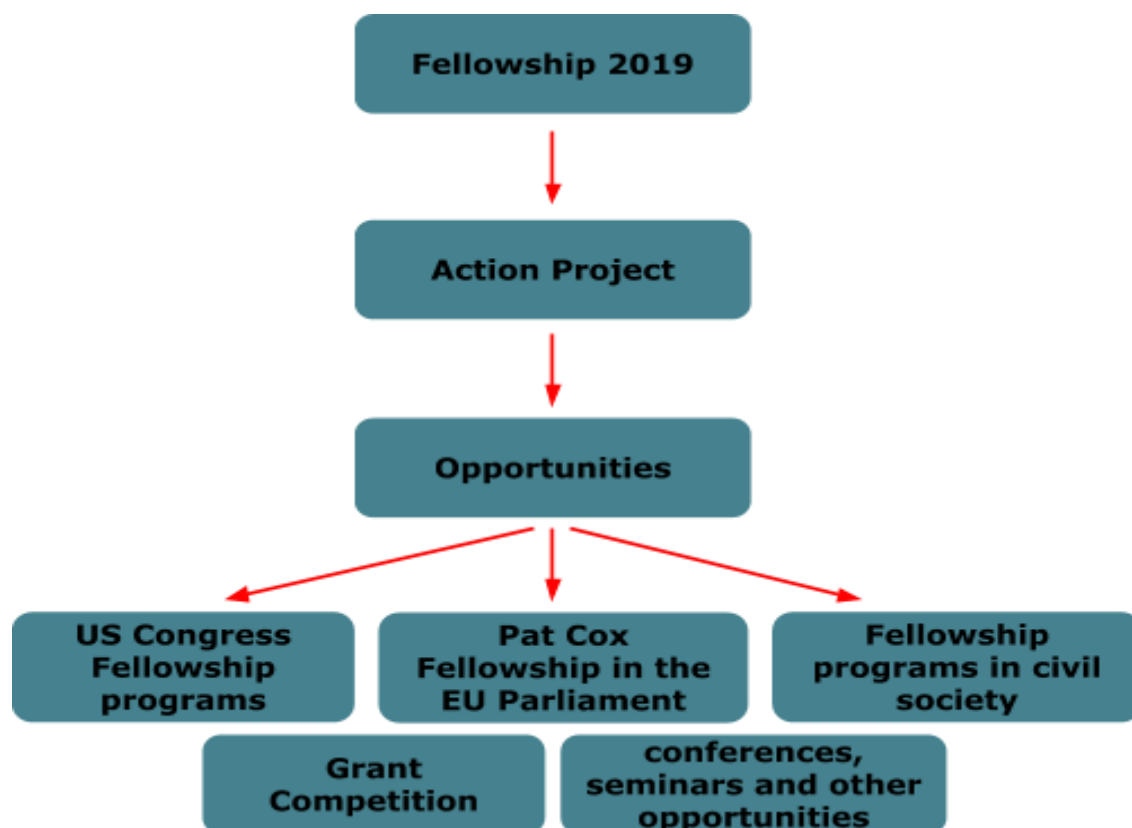 Fellowship 2019
Action Project
Opportunities
US Congress
Fellowship
programs
Pat Cox
Fellowship in the
EU Parliament
Fellowship
programs in civil
society
Grant
Competition
conferences,
seminars and other
opportunities